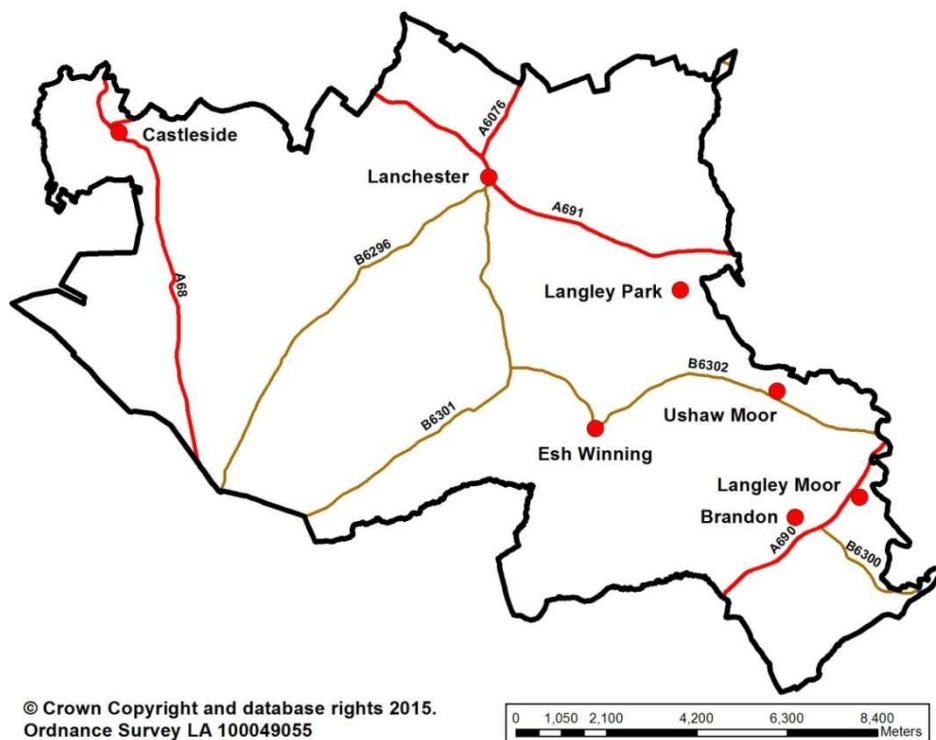 Castleside
A6076
Lanchester
A691
B6296
A68
Langley Park
B6302
Ushaw Moor
B6301
Esh Winning
Langley Moor
Brandon
A690
B6300
© Crown Copyright and database rights 2015.
Ordnance Survey LA 100049055
0 1,050 2,100 4,200 6,300 8,400
Meters